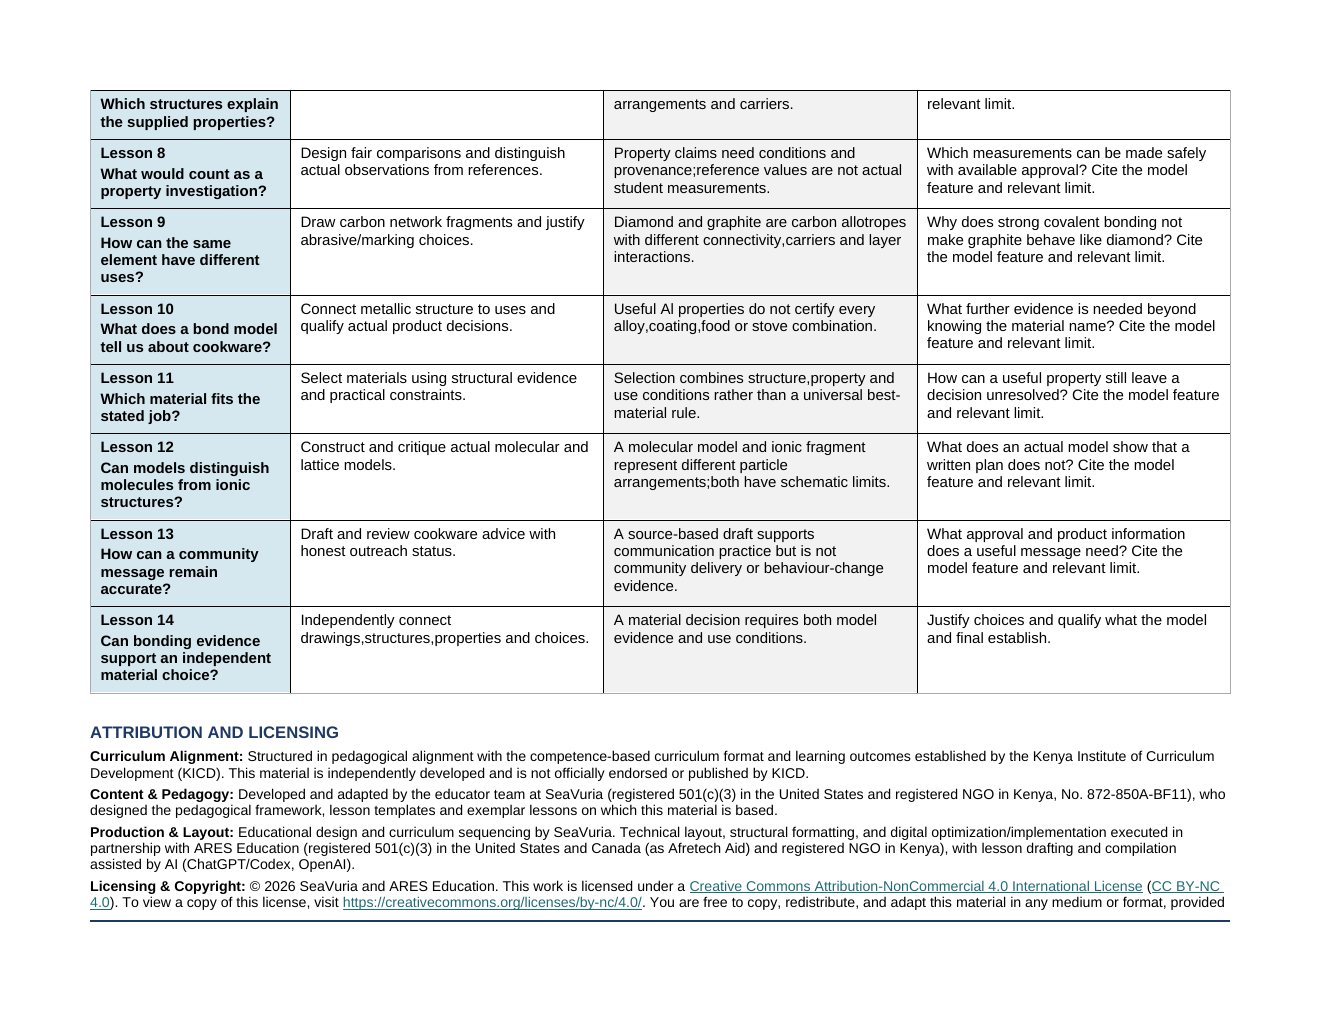 Which structures explain
the supplied properties?
arrangements and carriers.
relevant limit.
Lesson 8
What would count as a
property investigation?
Design fair comparisons and distinguish
actual observations from references.
Property claims need conditions and
provenance;reference values are not actual
student measurements.
Which measurements can be made safely
with available approval? Cite the model
feature and relevant limit.
Lesson 9
How can the same
element have different
uses?
Draw carbon network fragments and justify
abrasive/marking choices.
Diamond and graphite are carbon allotropes
with different connectivity,carriers and layer
interactions.
Why does strong covalent bonding not
make graphite behave like diamond? Cite
the model feature and relevant limit.
Lesson 10
What does a bond model
tell us about cookware?
Connect metallic structure to uses and
qualify actual product decisions.
Useful Al properties do not certify every
alloy,coating,food or stove combination.
What further evidence is needed beyond
knowing the material name? Cite the model
feature and relevant limit.
Lesson 11
Which material fits the
stated job?
Select materials using structural evidence
and practical constraints.
Selection combines structure,property and
use conditions rather than a universal best-
material rule.
How can a useful property still leave a
decision unresolved? Cite the model feature
and relevant limit.
Lesson 12
Can models distinguish
molecules from ionic
structures?
Construct and critique actual molecular and
lattice models.
A molecular model and ionic fragment
represent different particle
arrangements;both have schematic limits.
What does an actual model show that a
written plan does not? Cite the model
feature and relevant limit.
Lesson 13
How can a community
message remain
accurate?
Draft and review cookware advice with
honest outreach status.
A source-based draft supports
communication practice but is not
community delivery or behaviour-change
evidence.
What approval and product information
does a useful message need? Cite the
model feature and relevant limit.
Lesson 14
Can bonding evidence
support an independent
material choice?
Independently connect
drawings,structures,properties and choices.
A material decision requires both model
evidence and use conditions.
Justify choices and qualify what the model
and final establish.
ATTRIBUTION AND LICENSING
Curriculum Alignment: Structured in pedagogical alignment with the competence-based curriculum format and learning outcomes established by the Kenya Institute of Curriculum
Development (KICD). This material is independently developed and is not officially endorsed or published by KICD.
Content & Pedagogy: Developed and adapted by the educator team at SeaVuria (registered 501(c)(3) in the United States and registered NGO in Kenya, No. 872-850A-BF11), who
designed the pedagogical framework, lesson templates and exemplar lessons on which this material is based.
Production & Layout: Educational design and curriculum sequencing by SeaVuria. Technical layout, structural formatting, and digital optimization/implementation executed in
partnership with ARES Education (registered 501(c)(3) in the United States and Canada (as Afretech Aid) and registered NGO in Kenya), with lesson drafting and compilation
assisted by AI (ChatGPT/Codex, OpenAI).
Licensing & Copyright: © 2026 SeaVuria and ARES Education. This work is licensed under a Creative Commons Attribution-NonCommercial 4.0 International License (CC BY-NC
4.0). To view a copy of this license, visit https://creativecommons.org/licenses/by-nc/4.0/. You are free to copy, redistribute, and adapt this material in any medium or format, provided